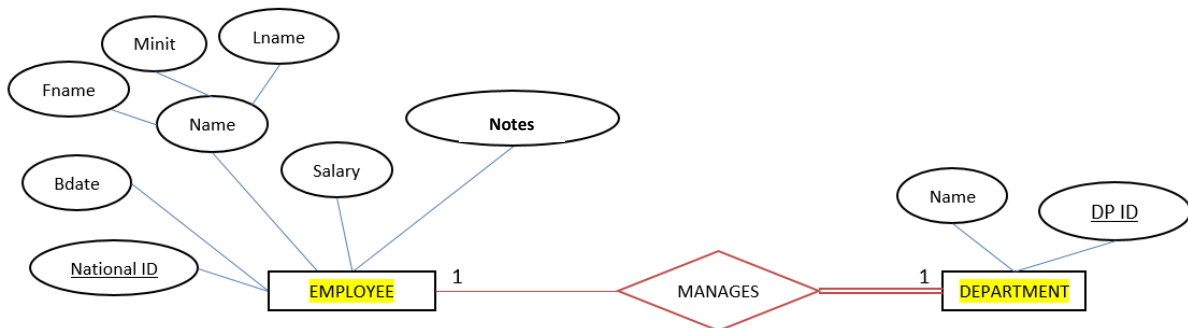 Minit
Lname
Fname
Name
Notes
Bdate
Salary
Name
DP ID
National ID
EMPLOYEE
1
MANAGES
1
DEPARTMENT